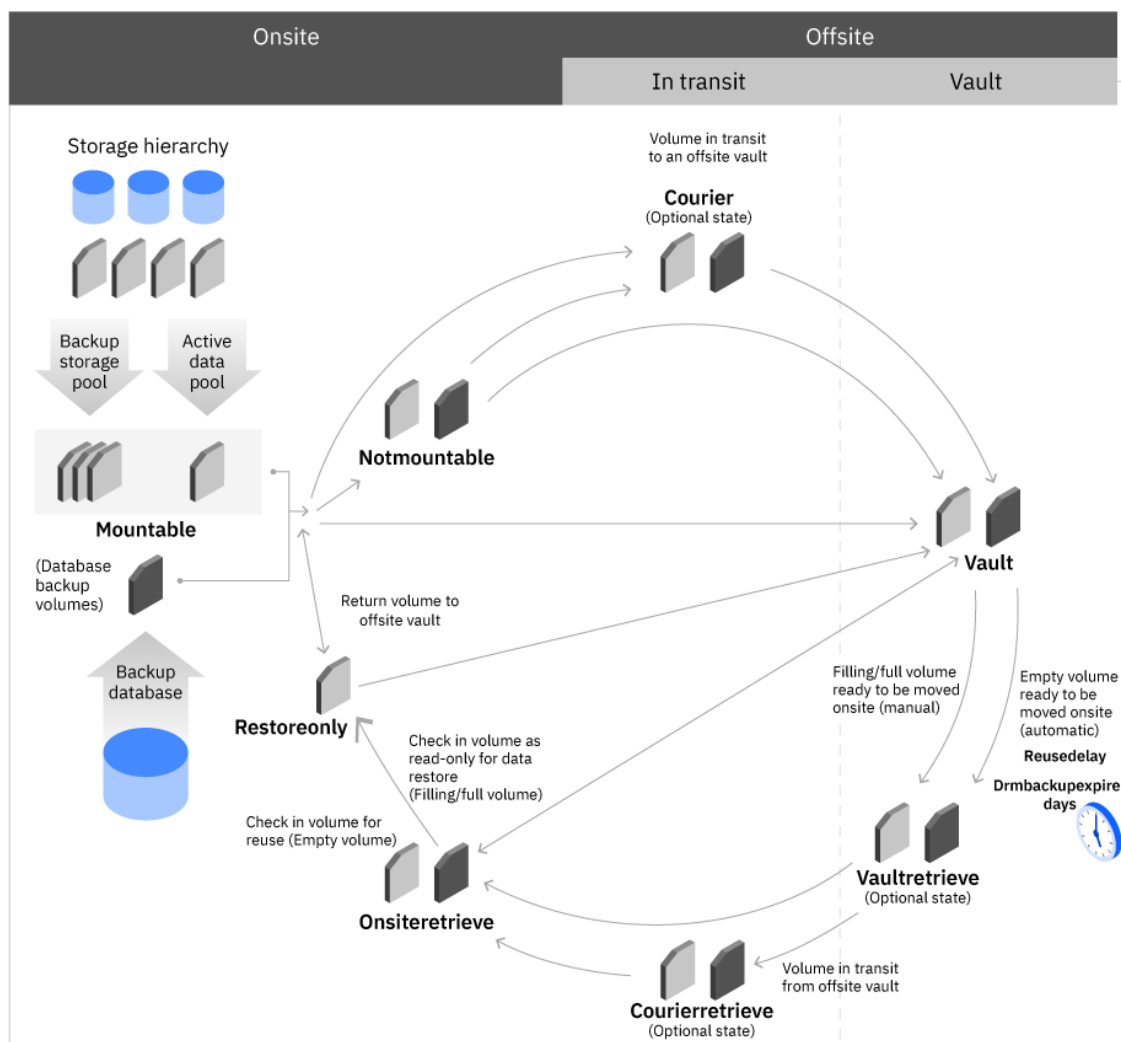 Onsite
Offsite
In transit
Vault
Storage hierarchy
Volume in transit
to an offsite vault
Courier
(Optional state)
Backup
storage
pool
Active
data
pool
Notmountable
Mountable
(Database
backup
volumes)
Vault
Return volume to
offsite vault
Backup
database
Restoreonly
Filling/full volume
ready to be moved
onsite (manual)
Empty volume
ready to be
moved onsite
(automatic)
Reusedelay
Drmbackupexpire
days
Check in volume as
read-only for data
restore
(Filling/full volume)
Check in volume for
reuse (Empty volume)
Onsiteretrieve
Vaultretrieve
(Optional state)
Volume in transit
from offsite vault
Courierretrieve
(Optional state)